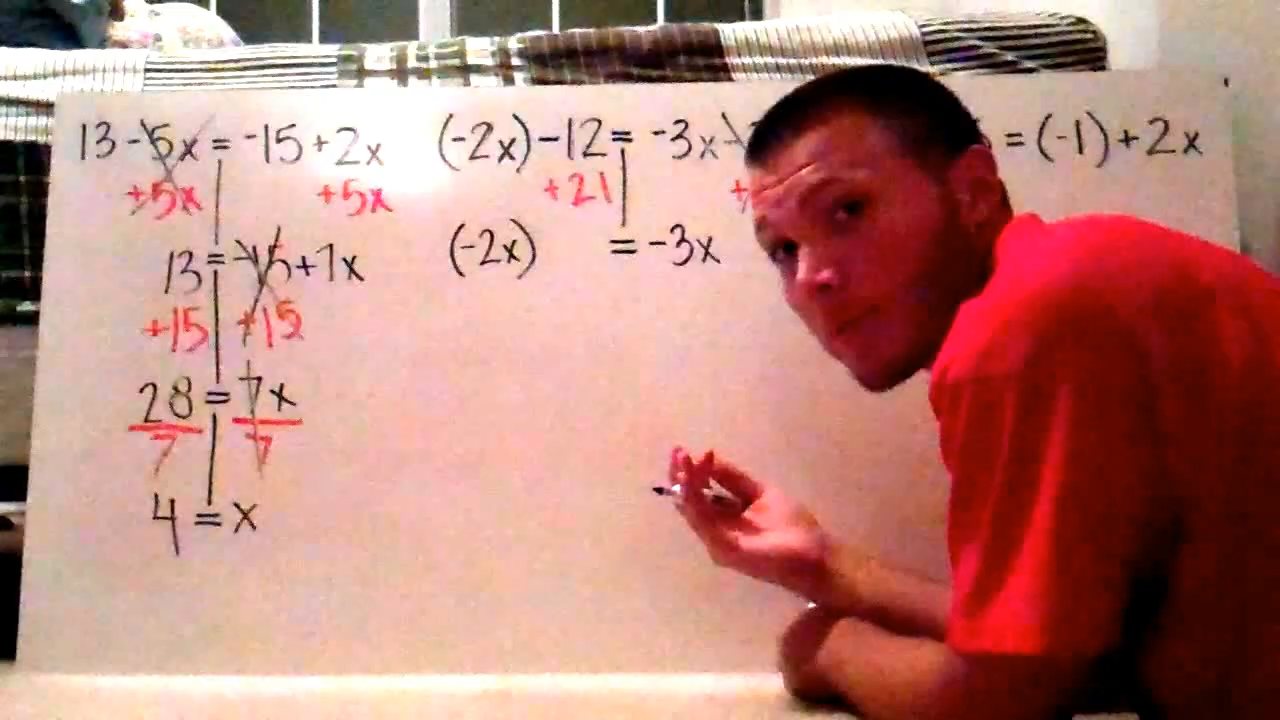 13-5x=-15+2x
+5x +5x
13=-15+7x
+15 +15
28=7x
7 7
4=x
(-2x)-12=-3x-
+21 +
(-2x) =-3x
=(-1)+2x